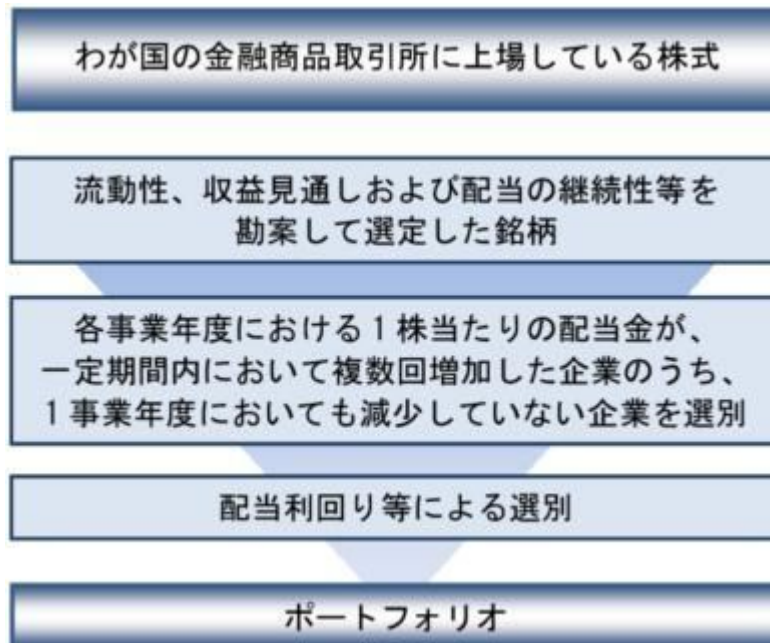 わが国の金融商品取引所に上場している株式
流動性、収益見通しおよび配当の継続性等を
勘案して選定した銘柄
各事業年度における1株当たりの配当金が、
一定期間内において複数回増加した企業のうち、
1事業年度においても減少していない企業を選別
配当利回り等による選別
ポートフォリオ